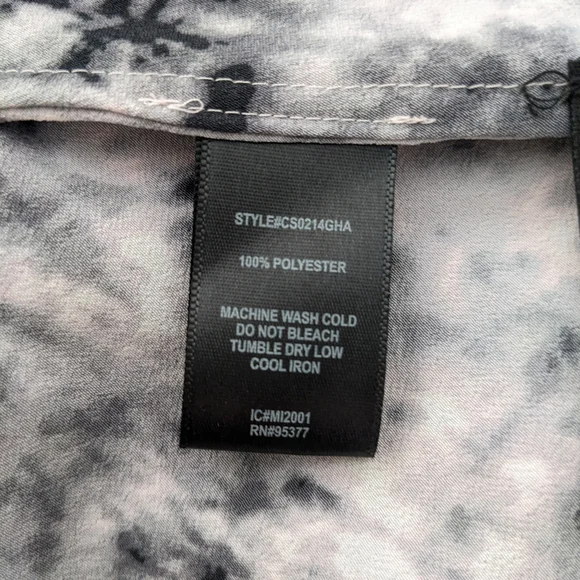 STYLE#CS0214GHA
100% POLYESTER
MACHINE WASH COLD
DO NOT BLEACH
TUMBLE DRY LOW
COOL IRON
IC#MI2001
RN#95377